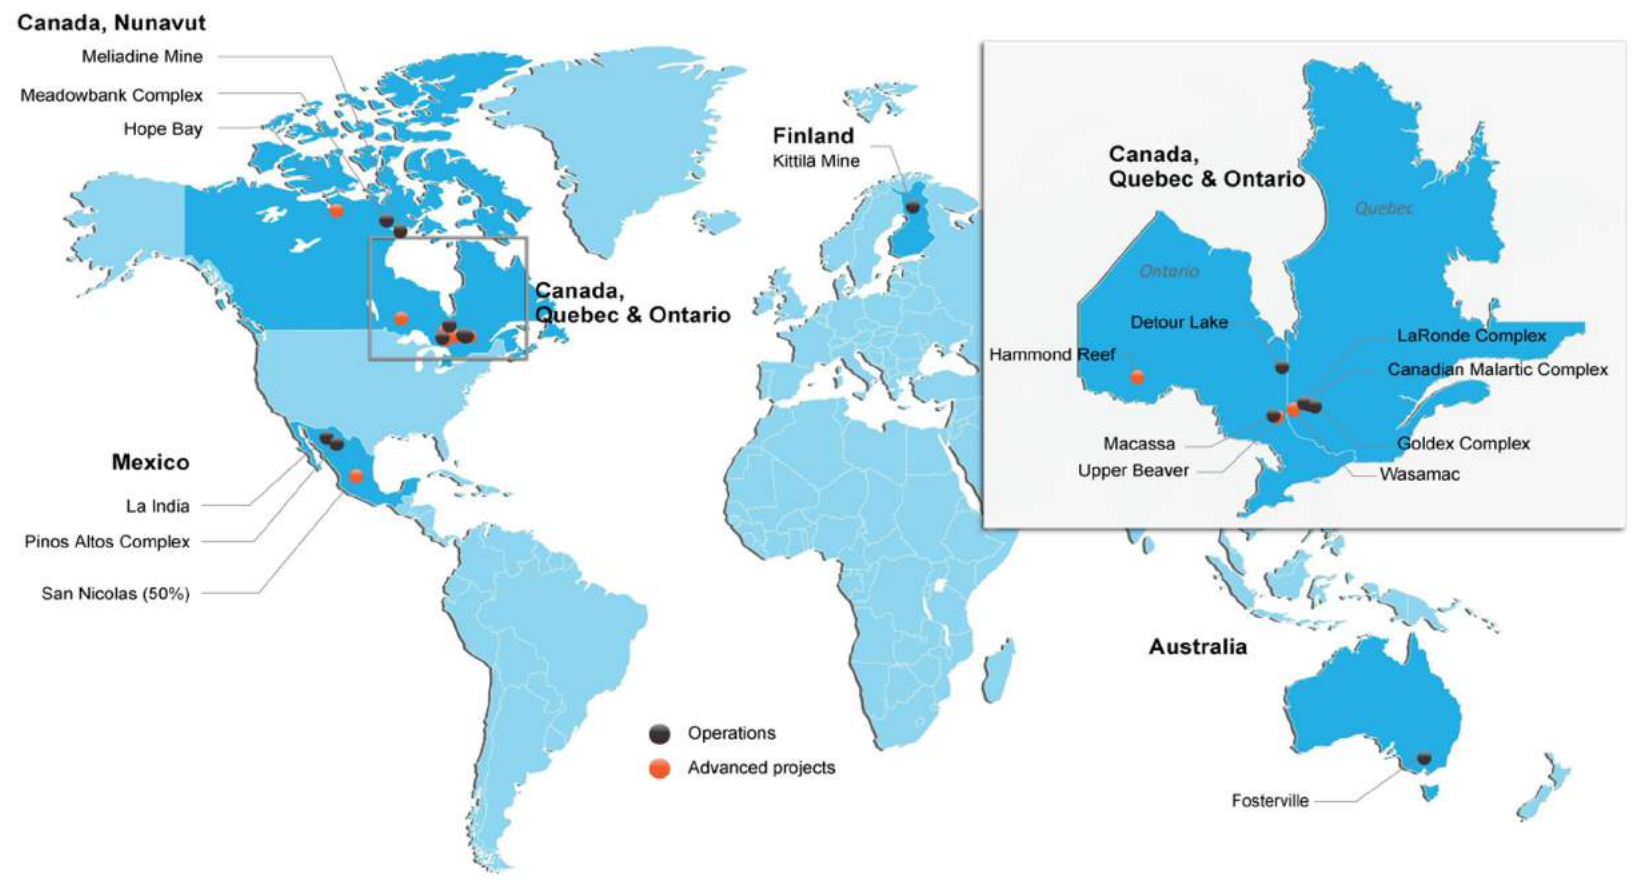 Canada, Nunavut
Meliadine Mine
Meadowbank Complex
Hope Bay
Finland
Kittilä Mine
Canada,
Quebec & Ontario
Mexico
La India
Pinos Altos Complex
San Nicolas (50%)
Operations
Advanced projects
Canada,
Quebec & Ontario
Quebec
Ontario
Detour Lake
Hammond Reef
LaRonde Complex
Canadian Malartic Complex
Macassa
Upper Beaver
Goldex Complex
Wasamac
Australia
Fosterville